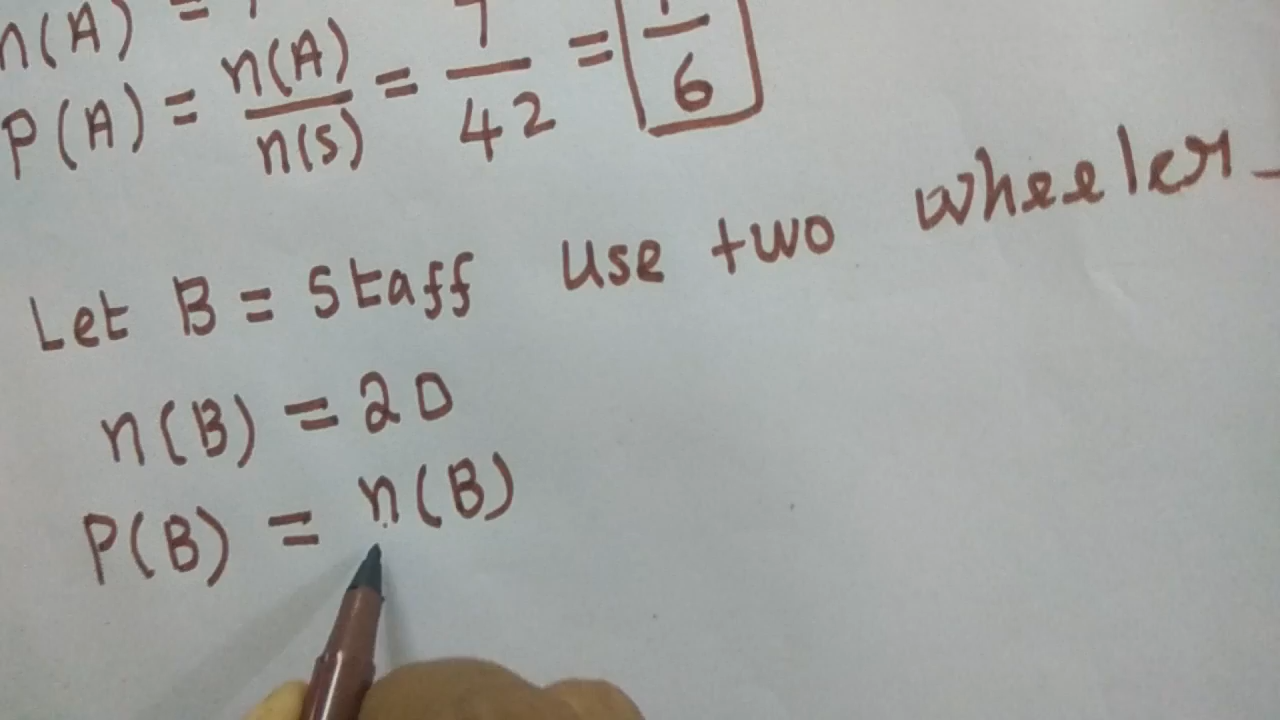 n(A) =
P(A) = n(A)/n(S) = 7/42 = 1/6
Let B = Staff use two wheeler
n(B) = 20
P(B) = n(B)